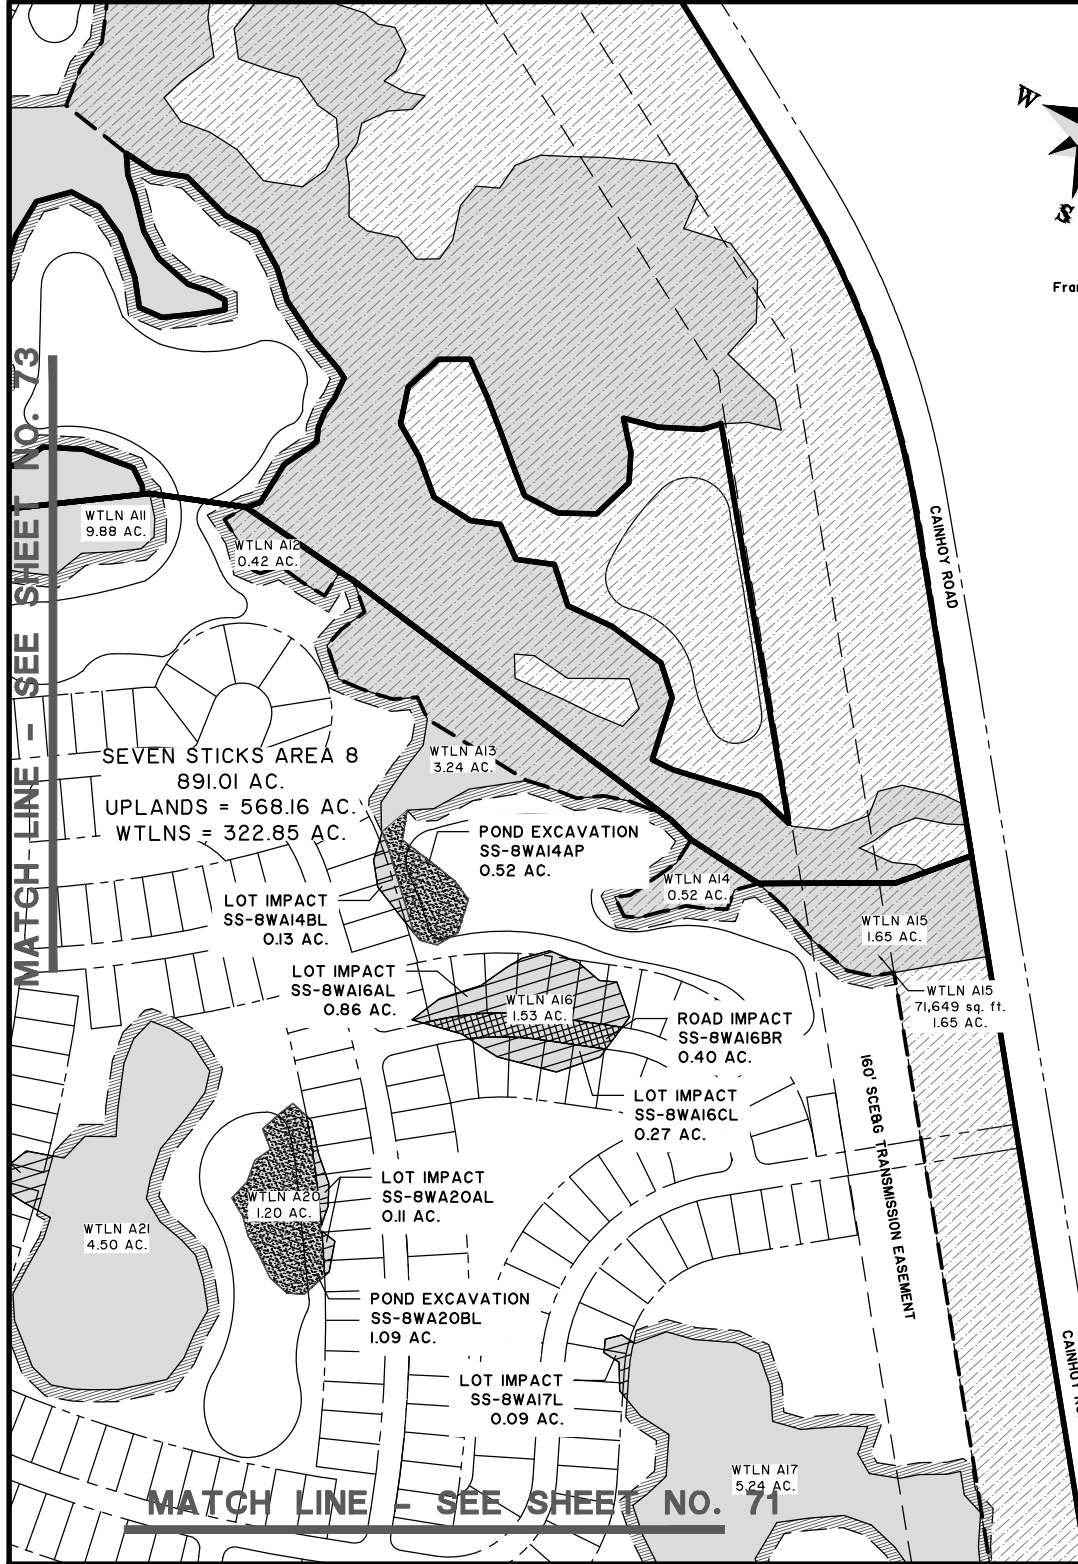 W
S
Fra
MATCH LINE - SEE SHEET NO. 73
CAINHOY ROAD
WTLN A11
9.88 AC.
WTLN A12
0.42 AC.
SEVEN STICKS AREA 8
891.01 AC.
UPLANDS = 568.16 AC.
WTLNS = 322.85 AC.
WTLN A13
3.24 AC.
POND EXCAVATION
SS-8WA14AP
0.52 AC.
LOT IMPACT
SS-8WA14BL
0.13 AC.
WTLN A14
0.52 AC.
WTLN A15
1.65 AC.
WTLN A15
71,649 sq. ft.
1.65 AC.
LOT IMPACT
SS-8WA16AL
0.86 AC.
WTLN A16
1.53 AC.
ROAD IMPACT
SS-8WA16BR
0.40 AC.
LOT IMPACT
SS-8WA16CL
0.27 AC.
160' SCE&G TRANSMISSION EASEMENT
LOT IMPACT
SS-8WA20AL
0.11 AC.
WTLN A20
1.20 AC.
WTLN A21
4.50 AC.
POND EXCAVATION
SS-8WA20BL
1.09 AC.
LOT IMPACT
SS-8WA17L
0.09 AC.
CAINHOY
WTLN A17
5.24 AC.
MATCH LINE - SEE SHEET NO. 71